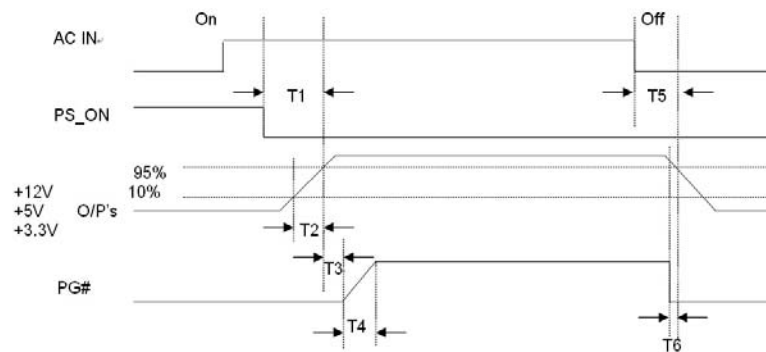 On
Off
AC IN
T1
T5
PS_ON
95%
10%
+12V
+5V O/P's
+3.3V
T2
T3
PG#
T4
T6